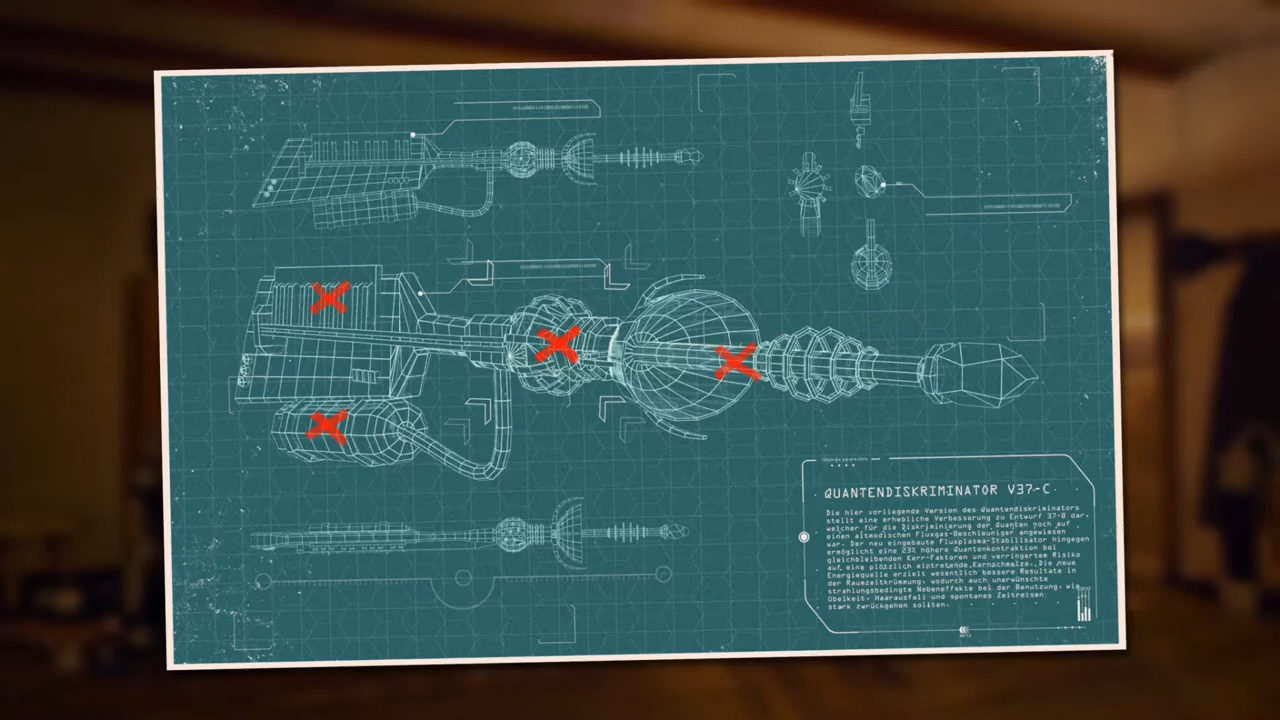 QUANTENDISKRIMINATOR V37-C
Die hier vorliegende Version des Quantendiskriminators
stellt eine erhebliche Verbesserung zu Entwurf 37-B dar,
welcher für die Diskriminierung der Quanten noch auf
einen altmodischen Fluxgas-Beschleuniger angewiesen
war. Der neu eingebaute Fluxplasma-Stabilisator hingegen
ermöglicht eine 23% höhere Quantenkontraktion bei
gleichbleibenden Kerr-Faktoren und verringertem Risiko
auf eine plötzlich eintretende Kernschmelze. Die neue
Energiequelle erzielt wesentlich bessere Resultate in
der Raumzeitkrümmung, wodurch auch unerwünschte
strahlungsbedingte Nebeneffekte bei der Benutzung, wie
Übelkeit, Haarausfall und spontanes Zeitreisen
stark zurückgehen sollten.